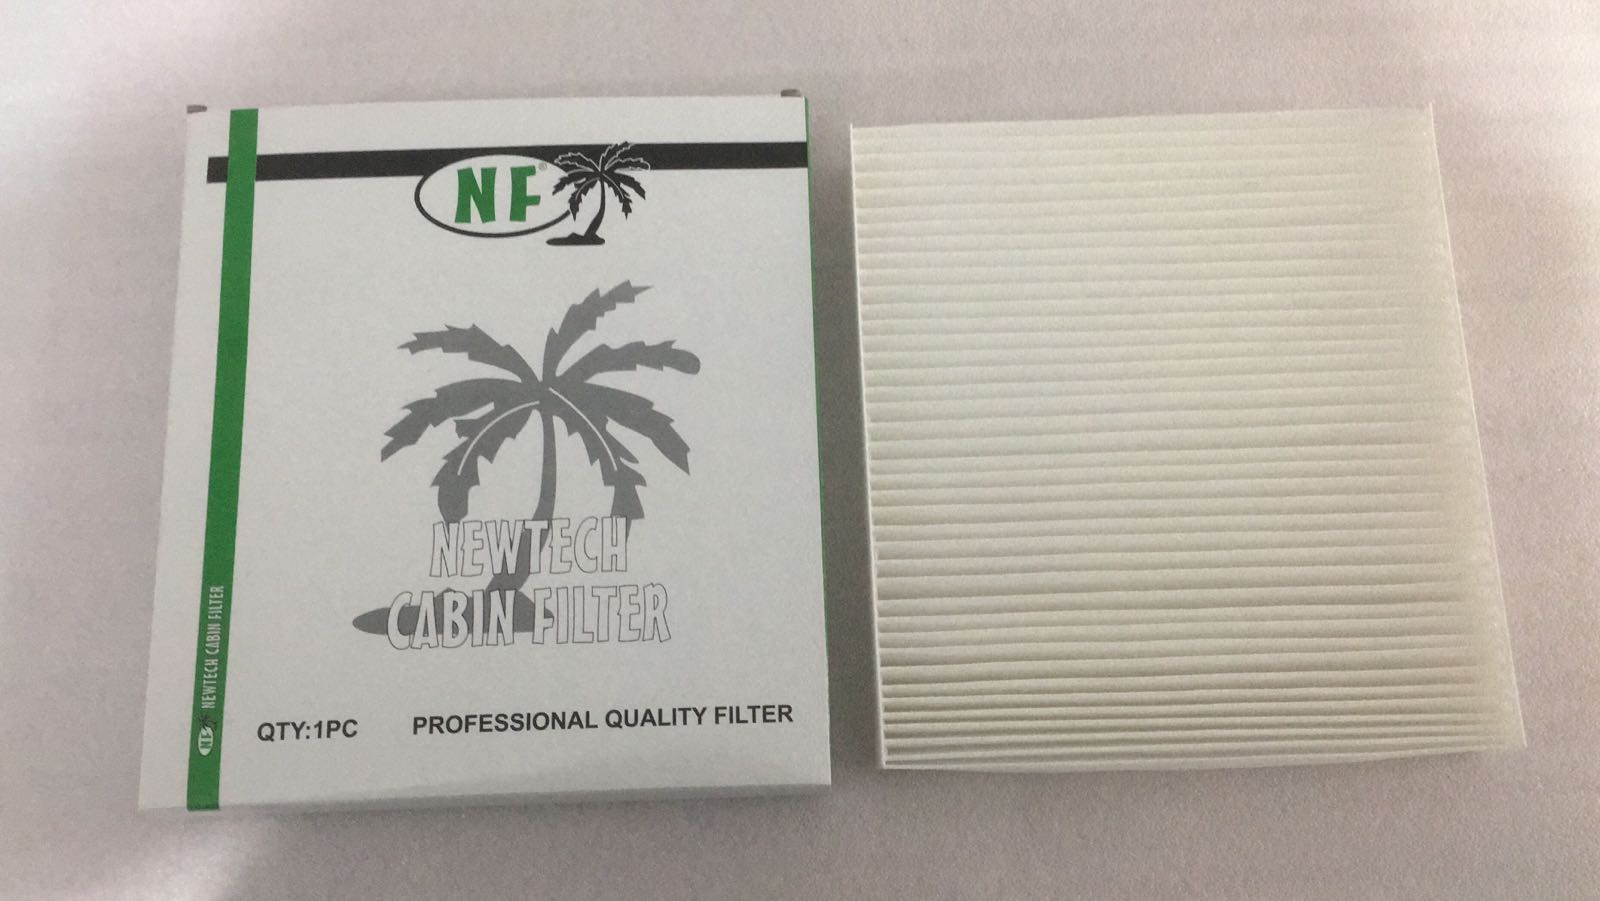 NF®
NEWTECH
CABIN FILTER
QTY:1PC PROFESSIONAL QUALITY FILTER
NF NEWTECH CABIN FILTER